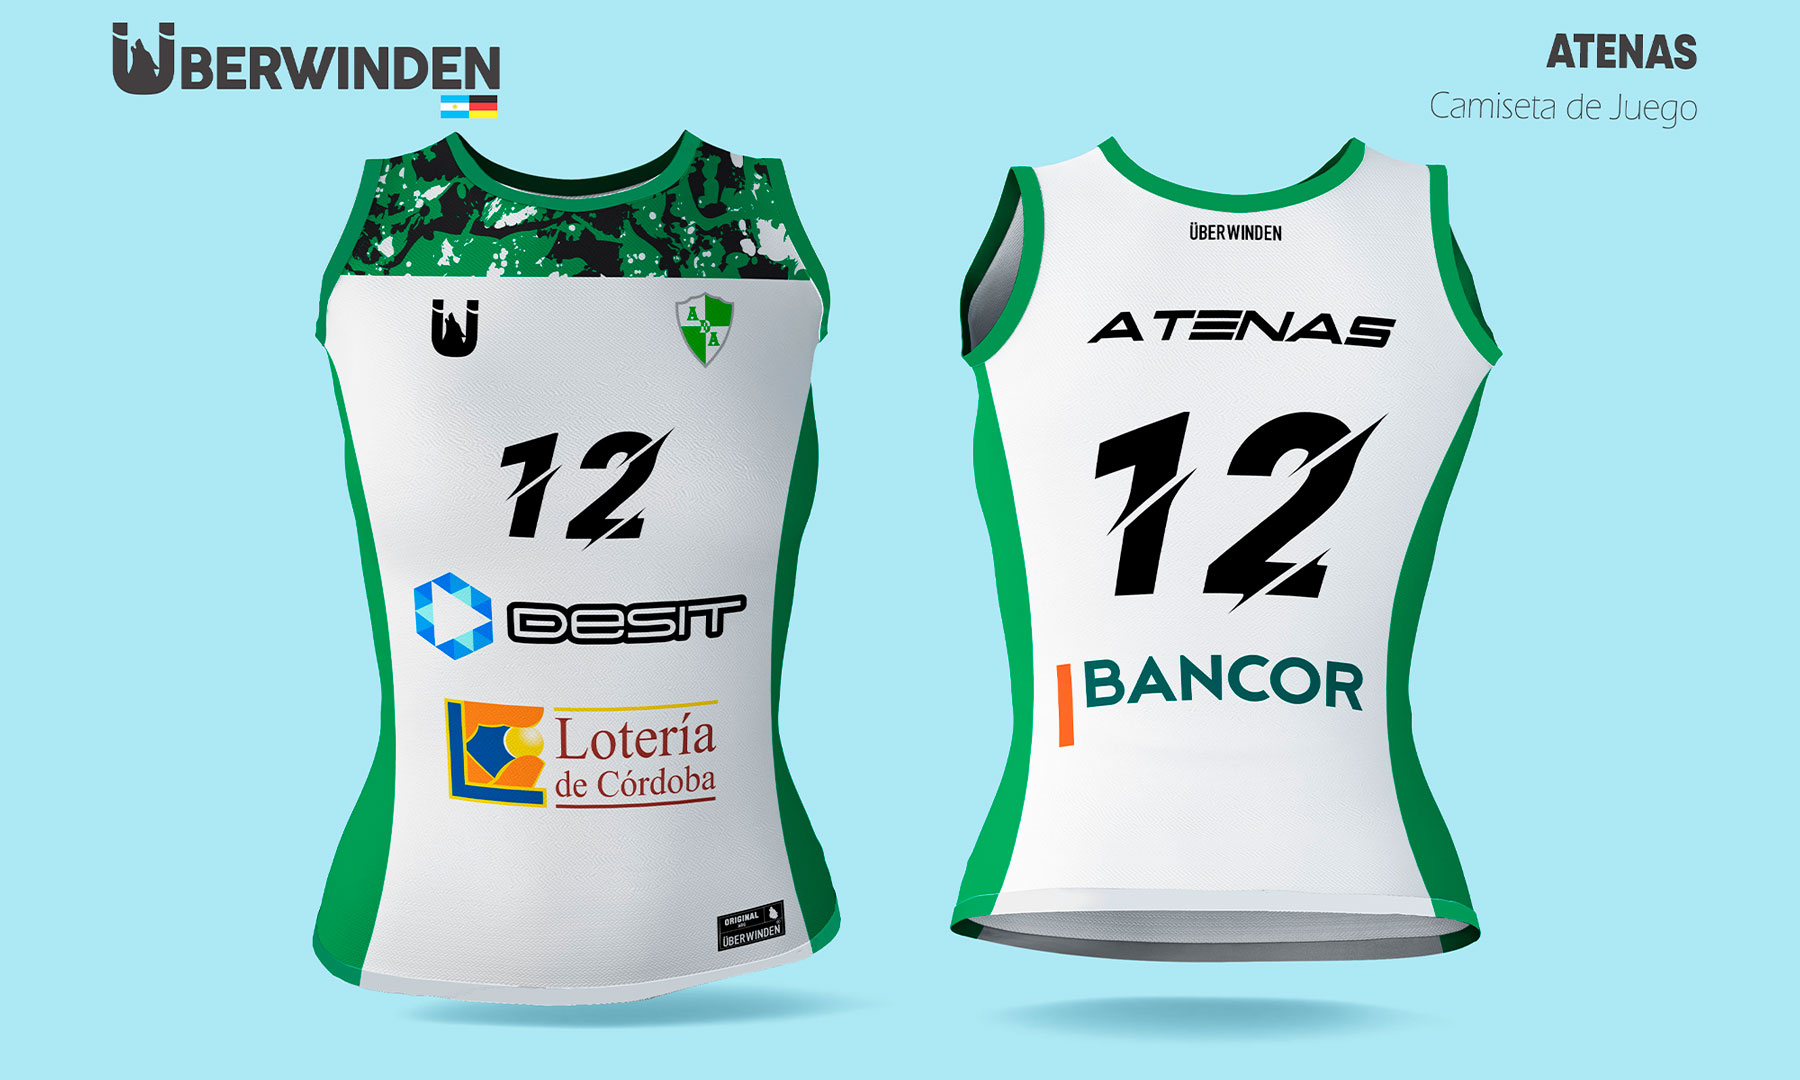 ÜBERWINDEN
ATENAS
Camiseta de Juego
A D A
12
DESIT
Lotería
de Córdoba
ORIGINAL
ÜBERWINDEN
ÜBERWINDEN
ATENAS
12
BANCOR